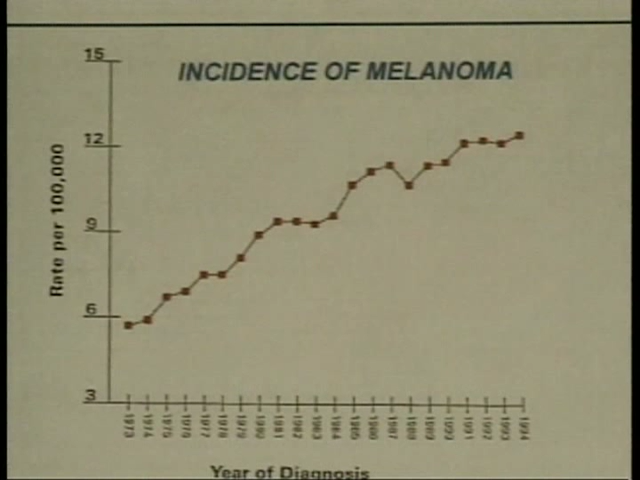 15
INCIDENCE OF MELANOMA
12
9
6
3
Rate per 100,000
1973 1974 1975 1976 1977 1978 1979 1980 1981 1982 1983 1984 1985 1986 1987 1988 1989 1990 1991 1992 1993 1994
Year of Diagnosis